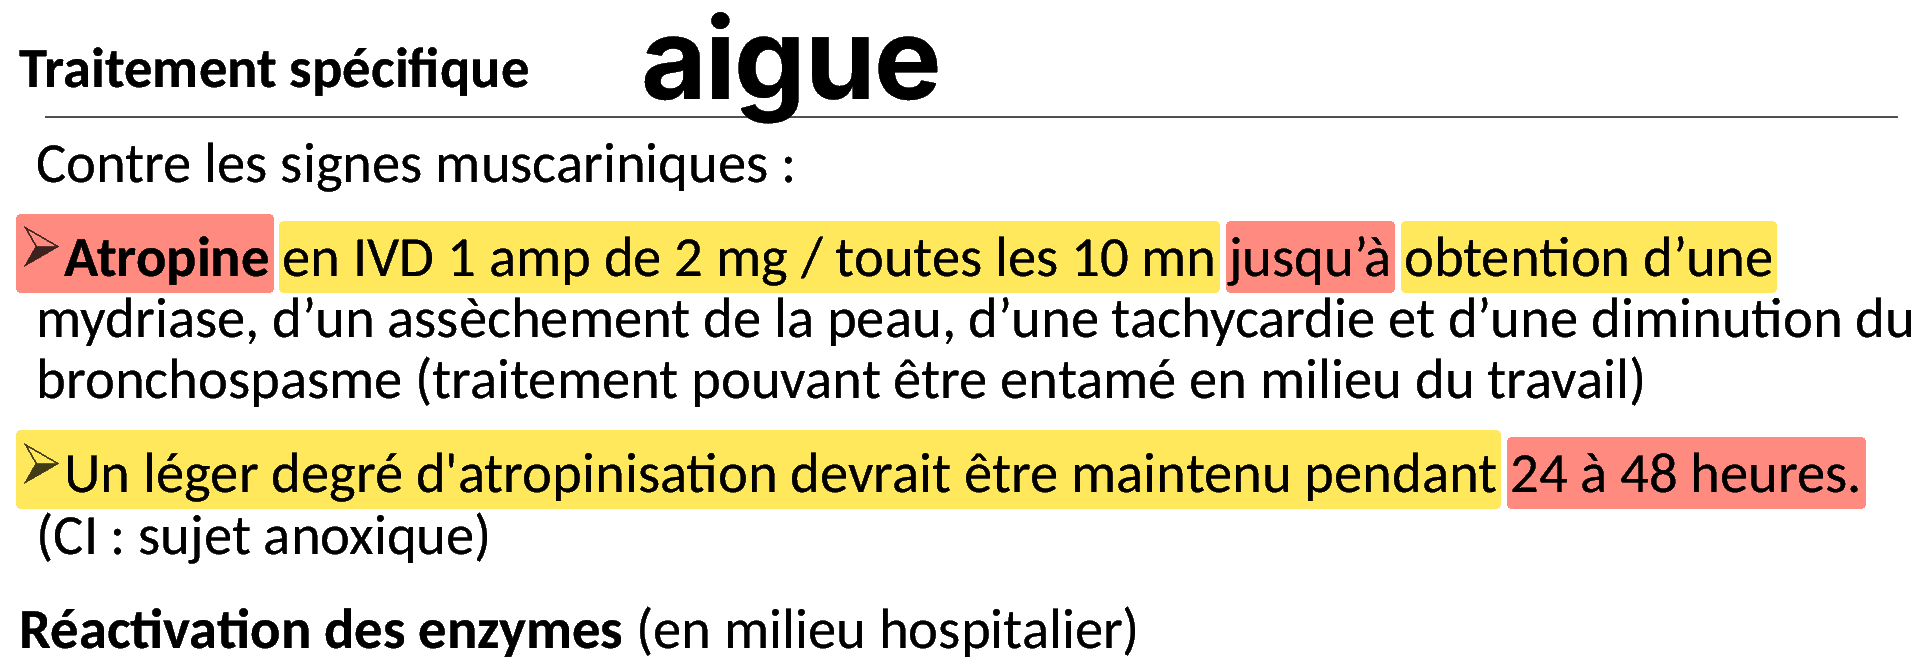 Traitement spécifique aigue
Contre les signes muscariniques :
➢Atropine en IVD 1 amp de 2 mg / toutes les 10 mn jusqu’à obtention d’une
mydriase, d’un assèchement de la peau, d’une tachycardie et d’une diminution du
bronchospasme (traitement pouvant être entamé en milieu du travail)
➢Un léger degré d'atropinisation devrait être maintenu pendant 24 à 48 heures.
(CI : sujet anoxique)
Réactivation des enzymes (en milieu hospitalier)